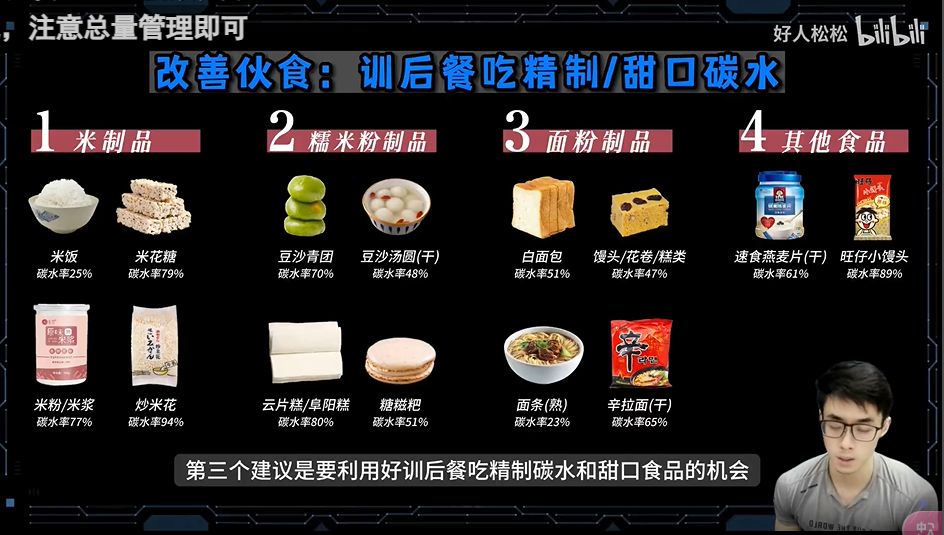 ，注意总量管理即可
好人松松 bilibili
改善伙食：训后餐吃精制/甜口碳水
1 米制品
2 糯米粉制品
3 面粉制品
4 其他食品
米饭
碳水率25%
米花糖
碳水率79%
豆沙青团
碳水率70%
豆沙汤圆(干)
碳水率48%
白面包
碳水率51%
馒头/花卷/糕类
碳水率47%
速食燕麦片(干)
碳水率61%
旺仔小馒头
碳水率89%
米粉/米浆
碳水率77%
炒米花
碳水率94%
云片糕/阜阳糕
碳水率80%
糖糍粑
碳水率51%
面条(熟)
碳水率23%
辛
辛拉面(干)
碳水率65%
第三个建议是要利用好训后餐吃精制碳水和甜口食品的机会